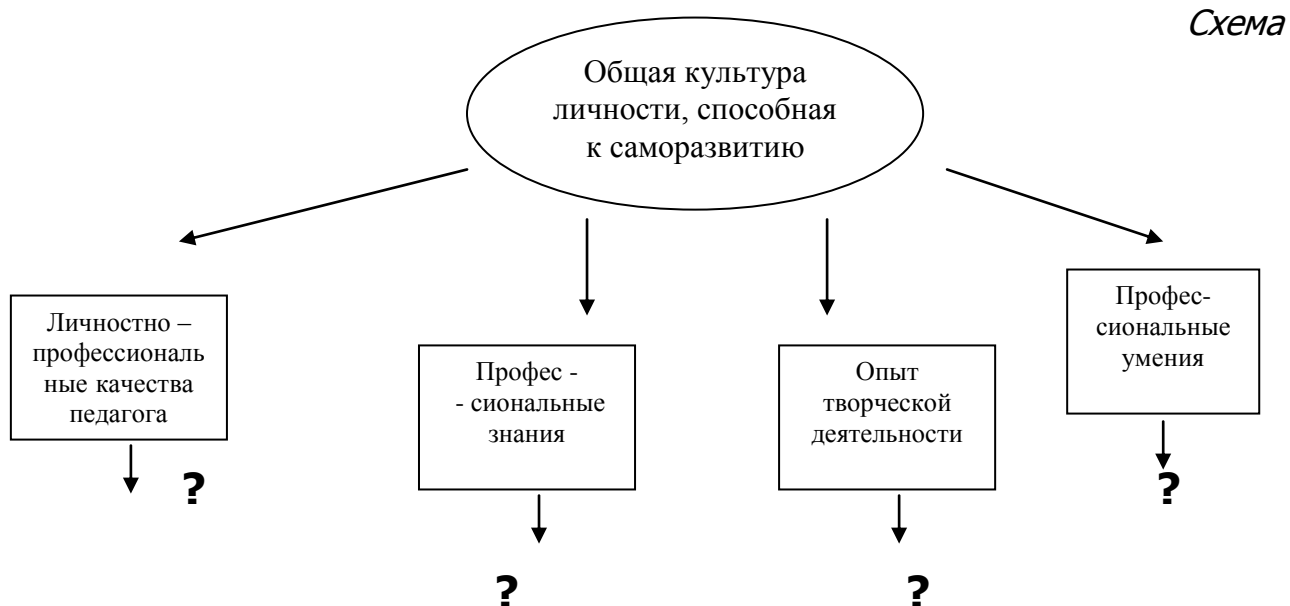 Схема
Общая культура
личности, способная
к саморазвитию
Личностно –
профессиональ
ные качества
педагога
?
Профес -
- сиональные
знания
?
Опыт
творческой
деятельности
?
Профес-
сиональные
умения
?